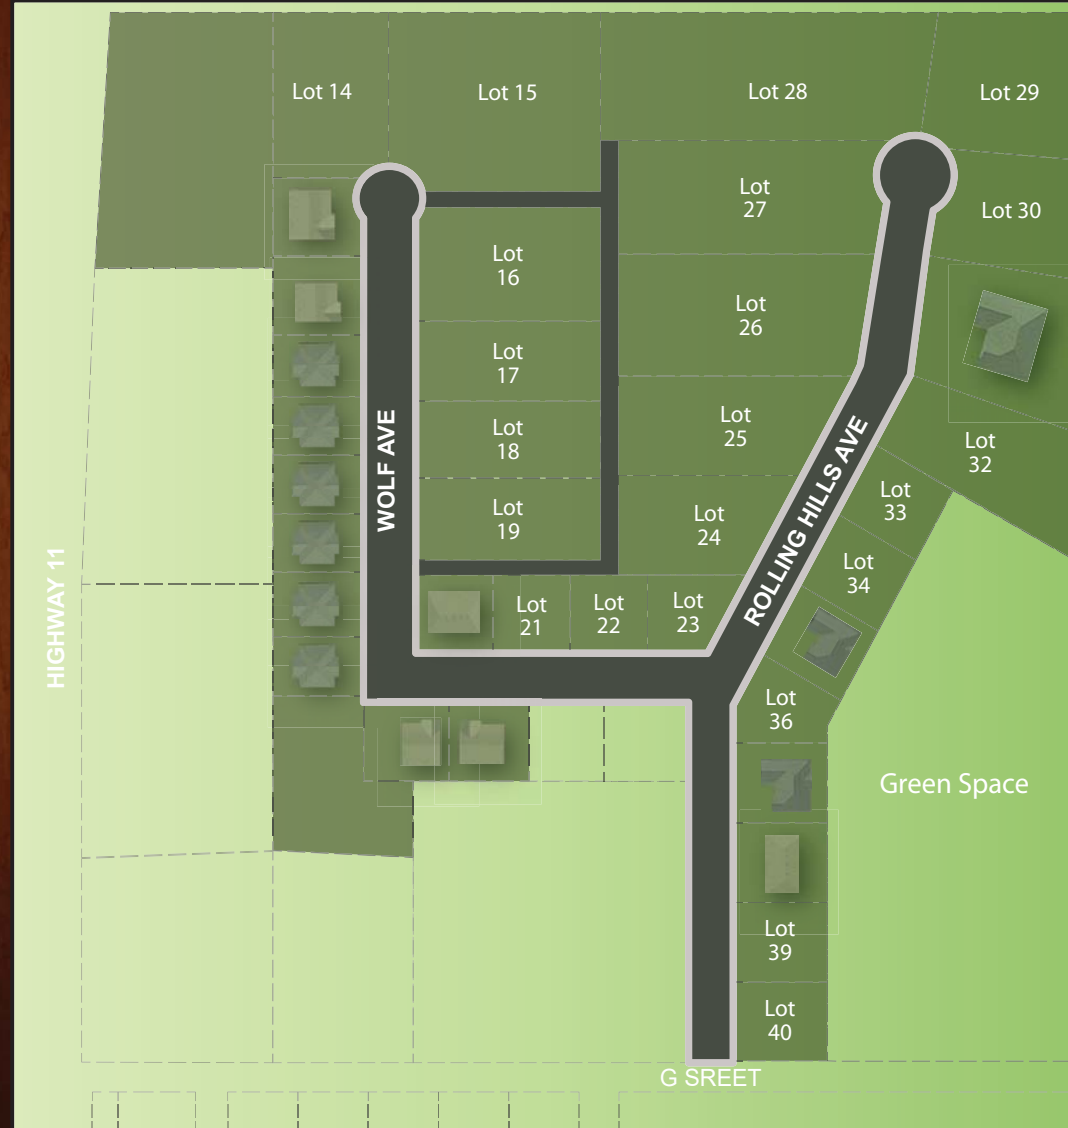 Lot 14
Lot 15
Lot 28
Lot 29
Lot
27
Lot 30
Lot
16
Lot
26
Lot
17
Lot
25
Lot
18
WOLF AVE
Lot
32
Lot
33
Lot
19
Lot
24
ROLLING HILLS AVE
Lot
34
HIGHWAY 11
Lot
21
Lot
22
Lot
23
Lot
36
Green Space
Lot
39
Lot
40
G SREET